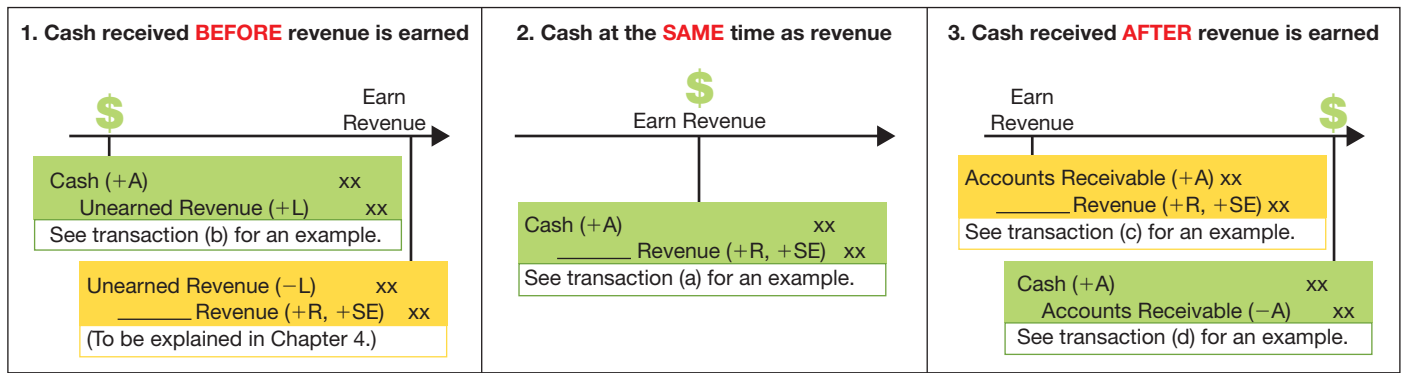 1. Cash received BEFORE revenue is earned
$
Earn
Revenue
Cash (+A) xx
Unearned Revenue (+L) xx
See transaction (b) for an example.
Unearned Revenue (−L) xx
______ Revenue (+R, +SE) xx
(To be explained in Chapter 4.)
2. Cash at the SAME time as revenue
$
Earn Revenue
Cash (+A) xx
______ Revenue (+R, +SE) xx
See transaction (a) for an example.
3. Cash received AFTER revenue is earned
Earn
Revenue
$
Accounts Receivable (+A) xx
______ Revenue (+R, +SE) xx
See transaction (c) for an example.
Cash (+A) xx
Accounts Receivable (−A) xx
See transaction (d) for an example.